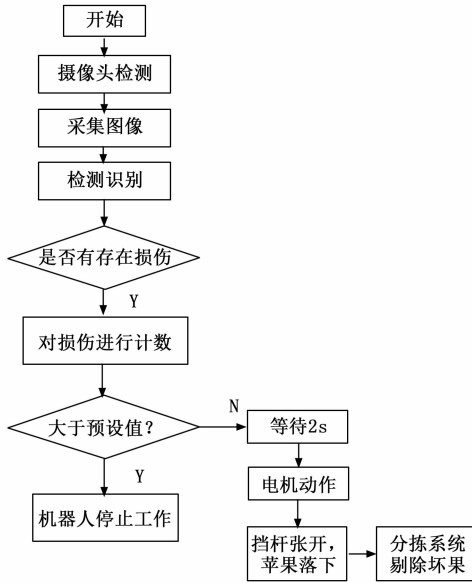 开始
摄像头检测
采集图像
检测识别
是否有存在损伤
Y
对损伤进行计数
大于预设值？
N
等待2s
Y
电机动作
机器人停止工作
挡杆张开，
苹果落下
分拣系统
剔除坏果